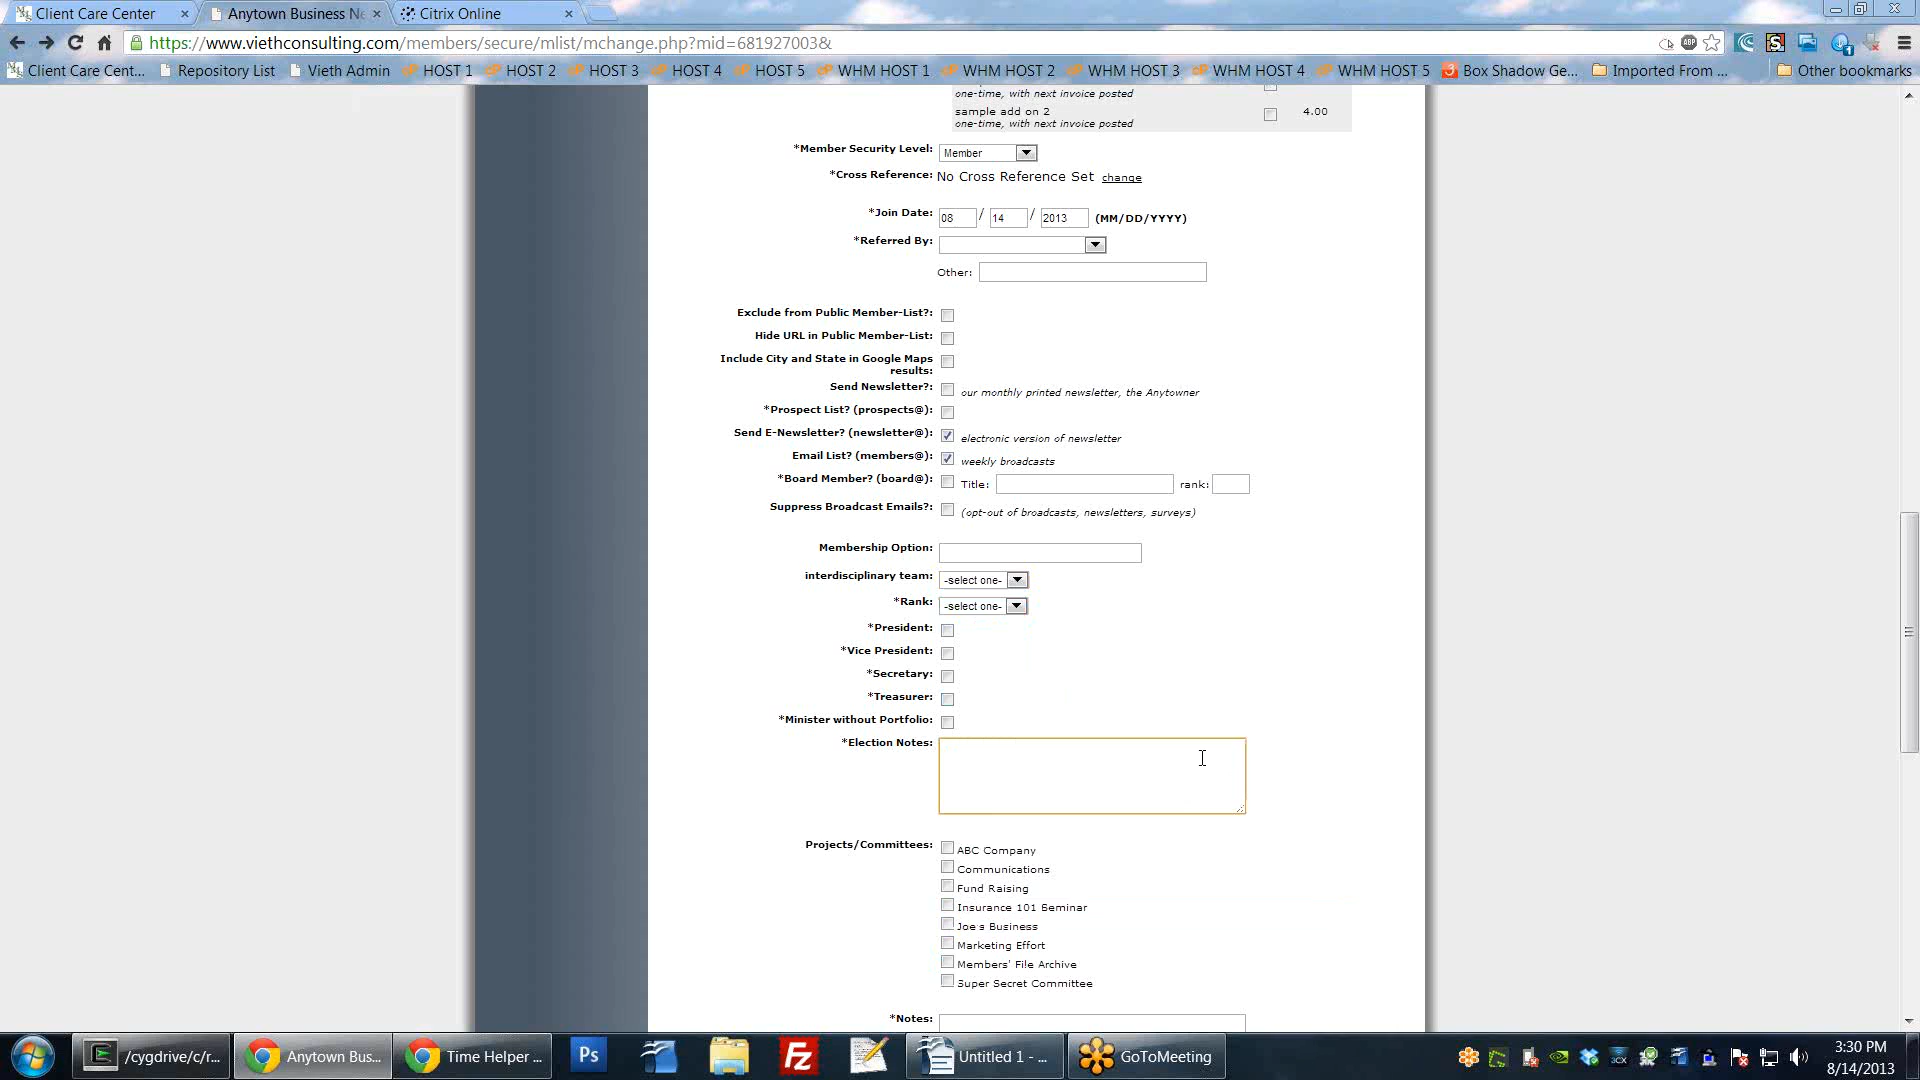 Client Care Center
Anytown Business Ne
Citrix Online
https://www.viethconsulting.com/members/secure/mlist/mchange.php?mid=681927003&
ABP
1
Client Care Cent...
Repository List
Vieth Admin
HOST 1
HOST 2
HOST 3
HOST 4
HOST 5
WHM HOST 1
WHM HOST 2
WHM HOST 3
WHM HOST 4
WHM HOST 5
Box Shadow Ge...
Imported From ...
Other bookmarks
one-time, with next invoice posted
sample add on 2 4.00
one-time, with next invoice posted
*Member Security Level: Member
*Cross Reference: No Cross Reference Set change
*Join Date: 08 / 14 / 2013 (MM/DD/YYYY)
*Referred By:
Other:
Exclude from Public Member-List?:
Hide URL in Public Member-List:
Include City and State in Google Maps
results:
Send Newsletter?: our monthly printed newsletter, the Anytowner
*Prospect List? (prospects@):
Send E-Newsletter? (newsletter@): electronic version of newsletter
Email List? (members@): weekly broadcasts
*Board Member? (board@): Title: rank:
Suppress Broadcast Emails?: (opt-out of broadcasts, newsletters, surveys)
Membership Option:
interdisciplinary team: -select one-
*Rank: -select one-
*President:
*Vice President:
*Secretary:
*Treasurer:
*Minister without Portfolio:
*Election Notes:
Projects/Committees: ABC Company
Communications
Fund Raising
Insurance 101 Seminar
Joe's Business
Marketing Effort
Members' File Archive
Super Secret Committee
*Notes:
/cygdrive/c/r...
Anytown Bus...
Time Helper ...
Ps
Fz
Untitled 1 - ...
GoToMeeting
3CX
3:30 PM
8/14/2013